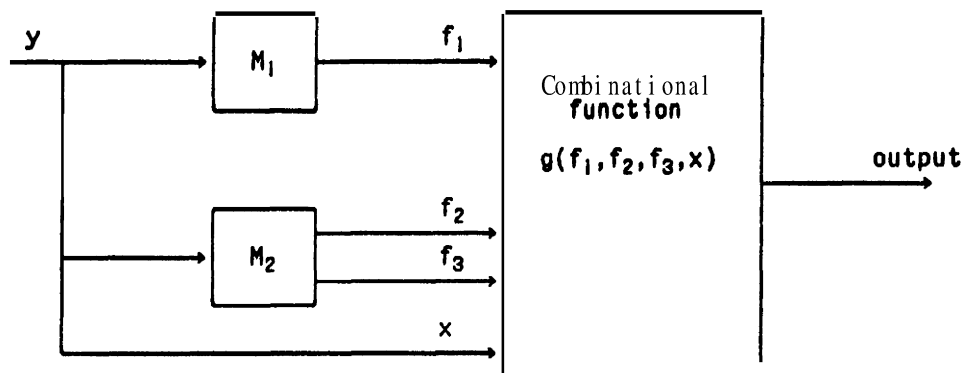 y
M₁
f₁
Combinational
function
g(f₁,f₂,f₃,x)
output
M₂
f₂
f₃
x